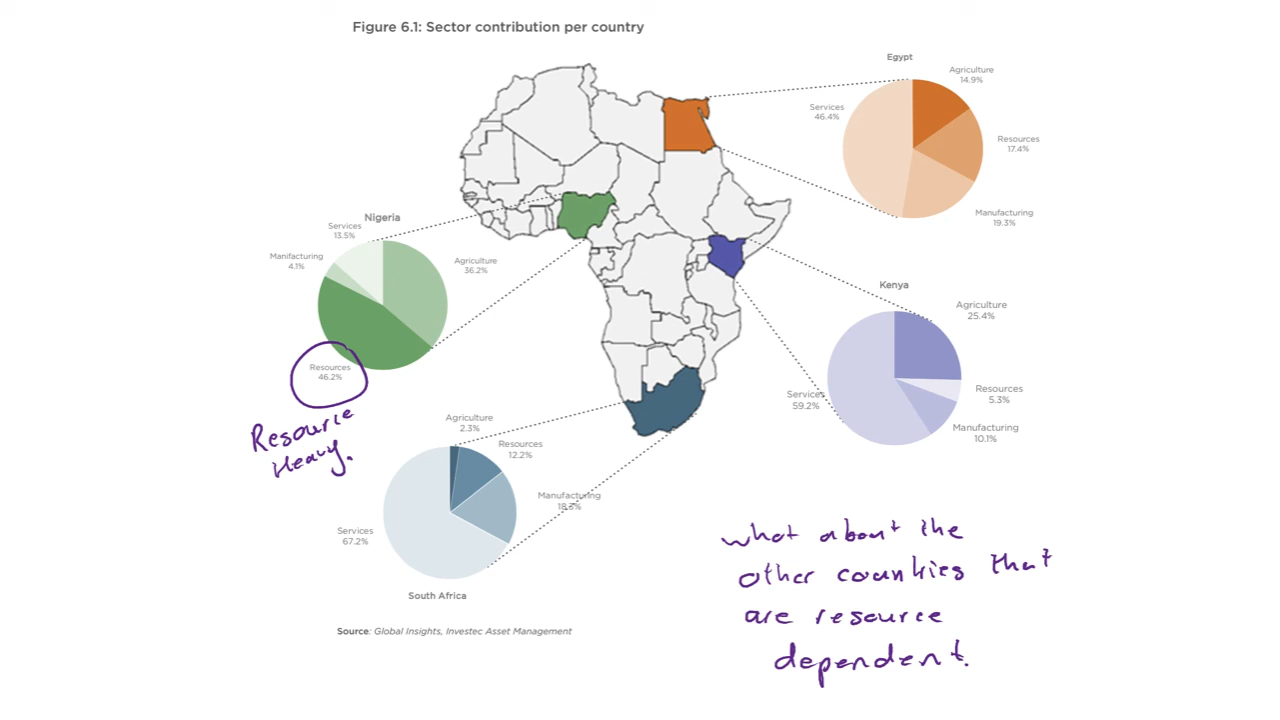 Figure 6.1: Sector contribution per country
Egypt
Agriculture
14.9%
Services
46.4%
Resources
17.4%
Manufacturing
19.3%
Nigeria
Services
13.5%
Manifacturing
4.1%
Agriculture
36.2%
Resources
46.2%
Resource
Heavy.
Kenya
Agriculture
25.4%
Resources
5.3%
Services
59.2%
Manufacturing
10.1%
Agriculture
2.3%
Resources
12.2%
Manufacturing
18.3%
Services
67.2%
South Africa
what about the
other countries that
are resource
dependent.
Source: Global Insights, Investec Asset Management